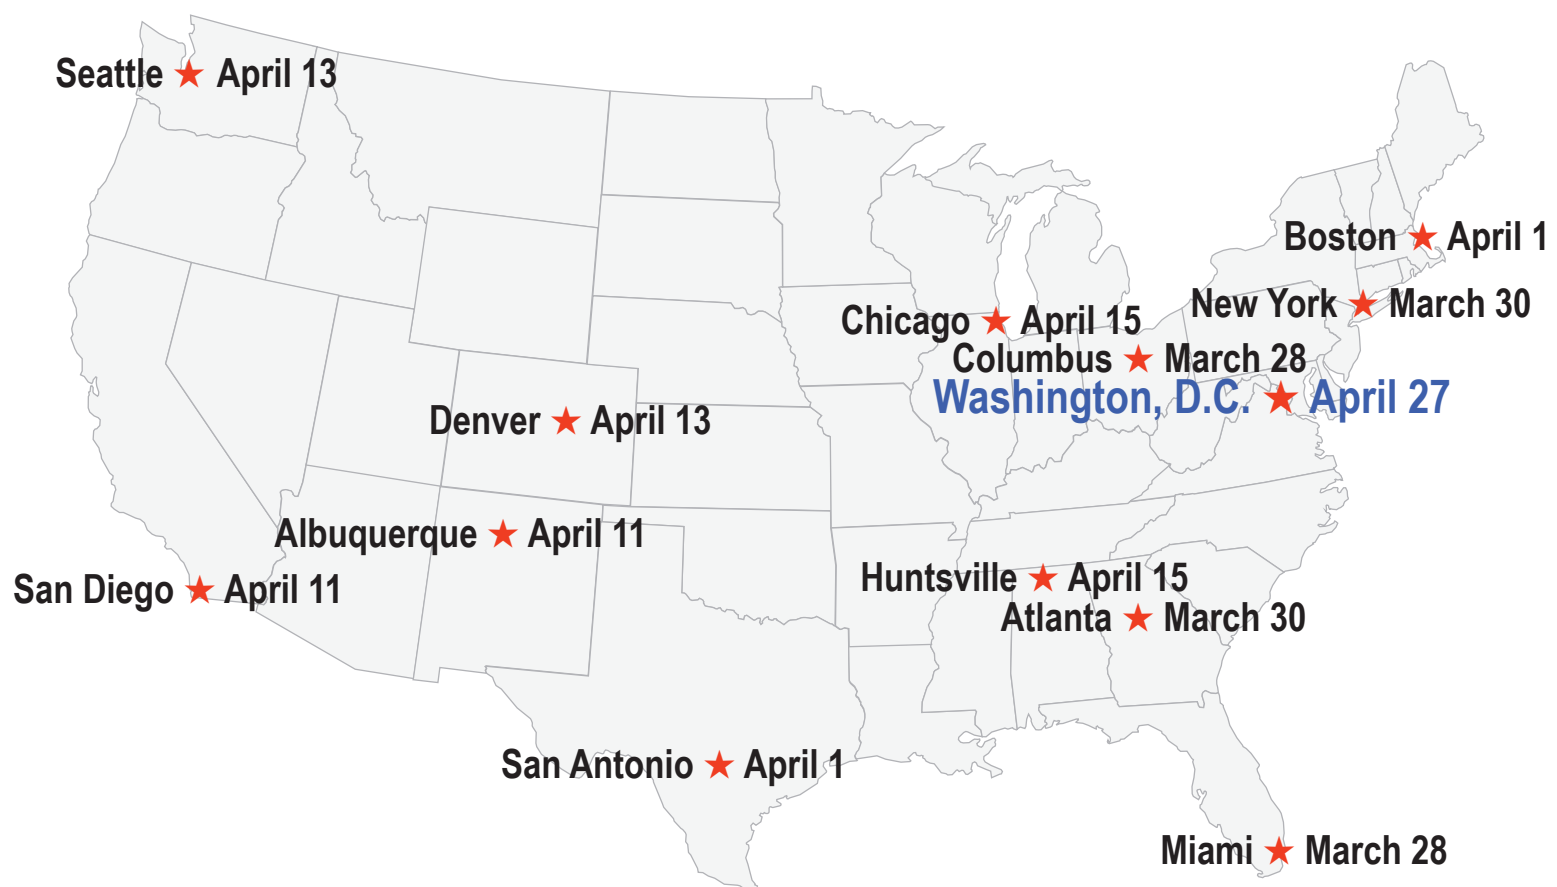 Seattle ★ April 13
Boston ★ April 1
New York ★ March 30
Chicago ★ April 15
Columbus ★ March 28
Washington, D.C. ★ April 27
Denver ★ April 13
Albuquerque ★ April 11
Huntsville ★ April 15
San Diego ★ April 11
Atlanta ★ March 30
San Antonio ★ April 1
Miami ★ March 28